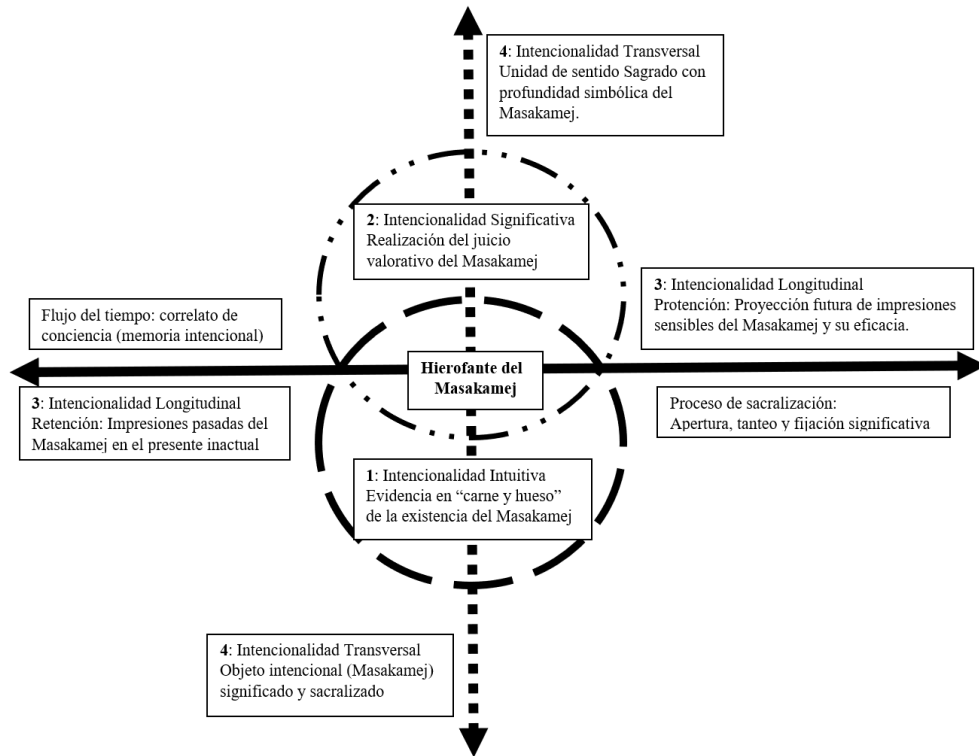 4: Intencionalidad Transversal
Unidad de sentido Sagrado con
profundidad simbólica del
Masakamej.
2: Intencionalidad Significativa
Realización del juicio
valorativo del Masakamej
Flujo del tiempo: correlato de
conciencia (memoria intencional)
3: Intencionalidad Longitudinal
Protención: Proyección futura de impresiones
sensibles del Masakamej y su eficacia.
Hierofante del
Masakamej
3: Intencionalidad Longitudinal
Retención: Impresiones pasadas del
Masakamej en el presente inactual
Proceso de sacralización:
Apertura, tanteo y fijación significativa
1: Intencionalidad Intuitiva
Evidencia en “carne y hueso”
de la existencia del Masakamej
4: Intencionalidad Transversal
Objeto intencional (Masakamej)
significado y sacralizado